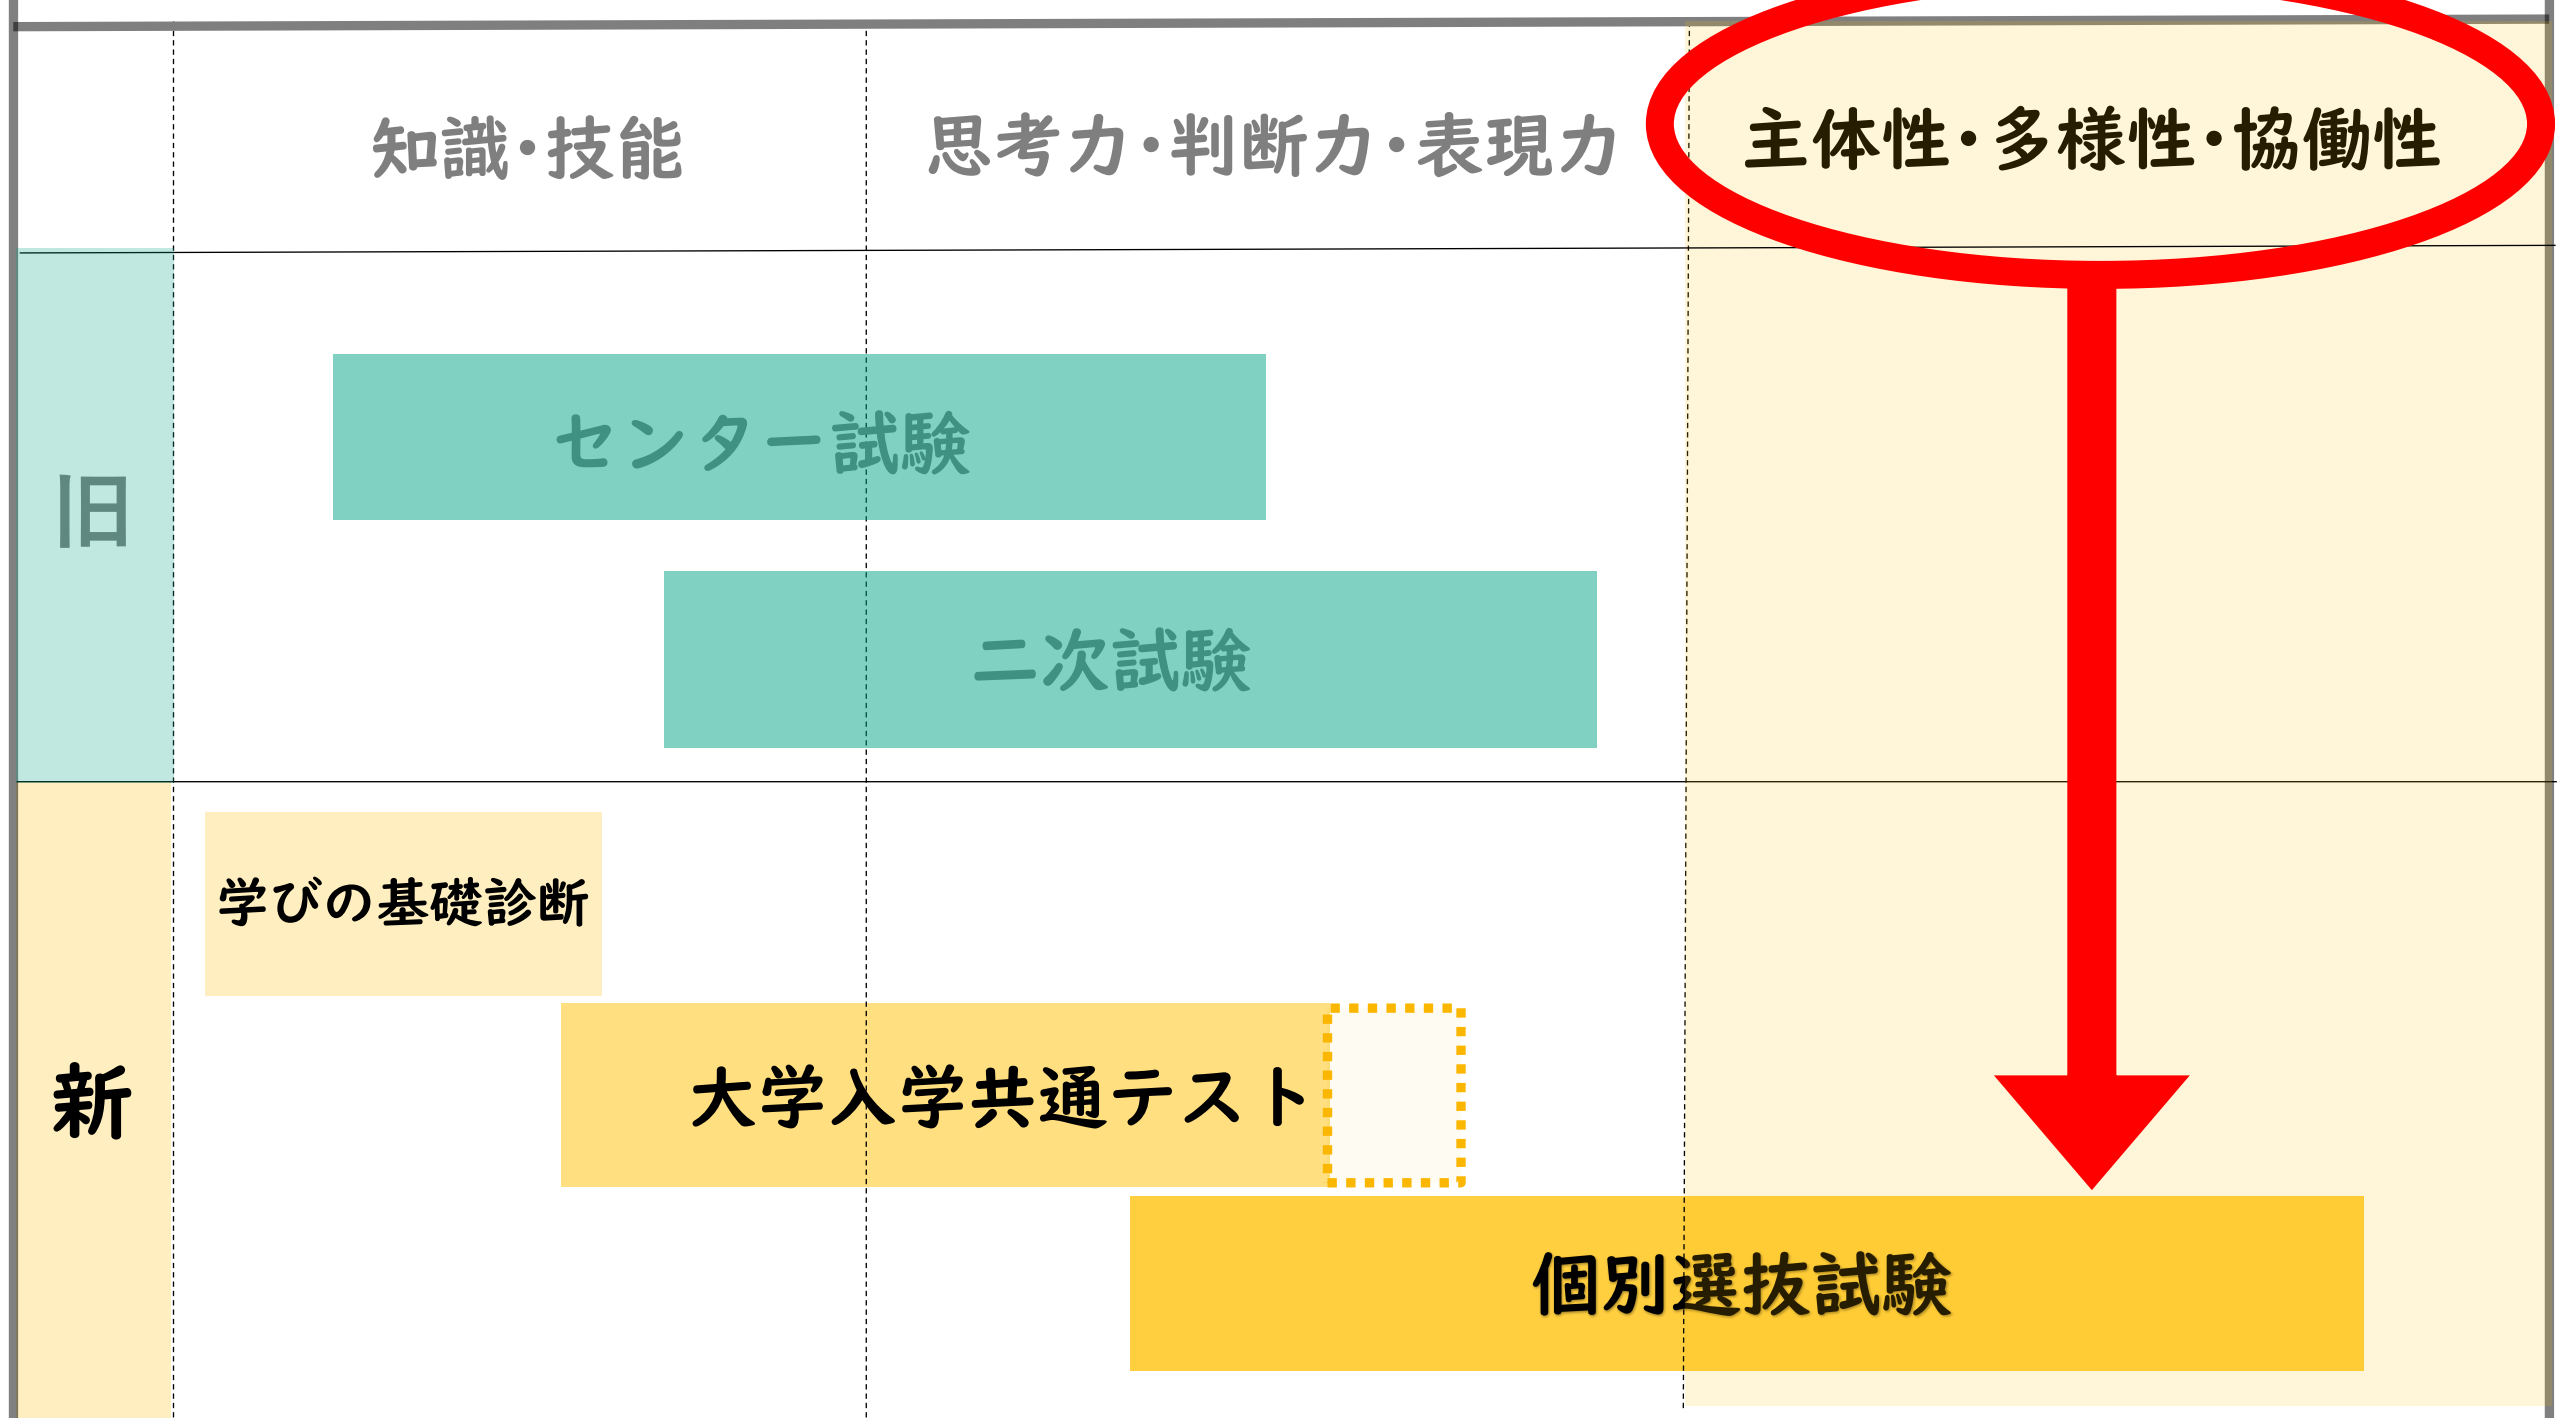 知識・技能
思考力・判断力・表現力
主体性・多様性・協働性
旧
センター試験
二次試験
新
学びの基礎診断
大学入学共通テスト
個別選抜試験